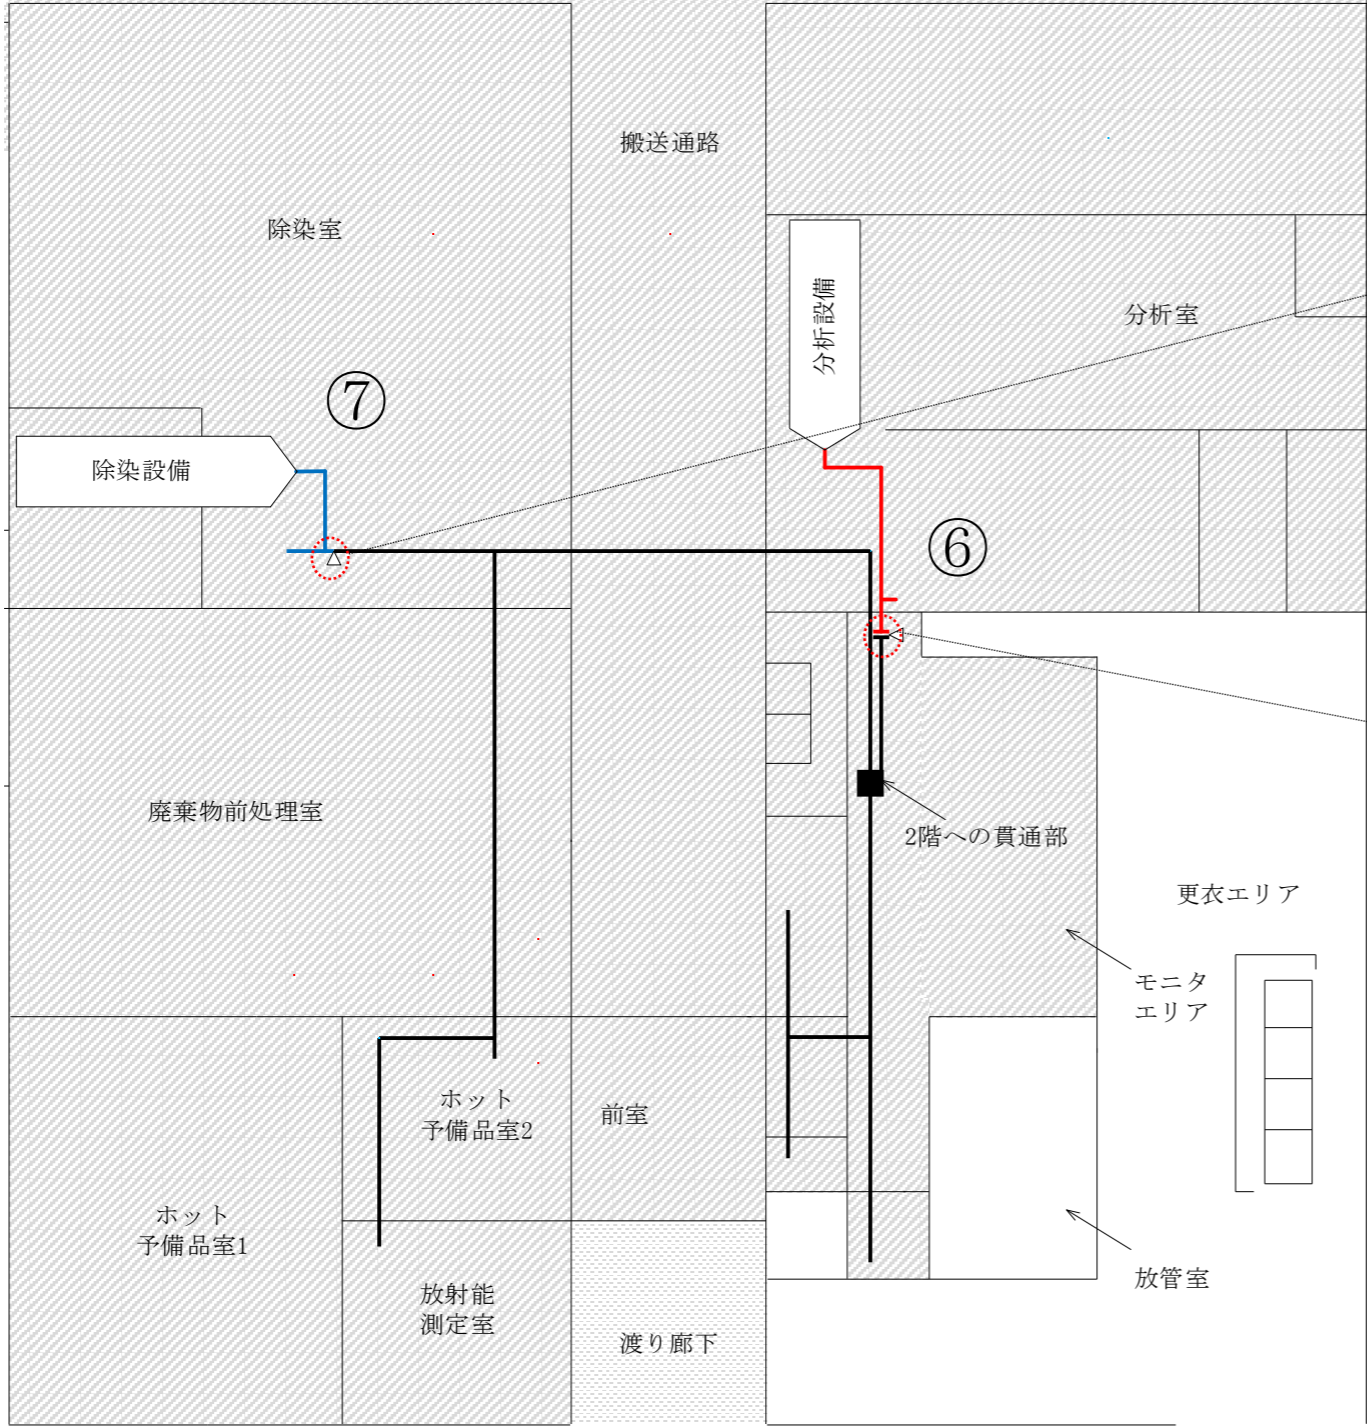 搬送通路
除染室
分析設備
分析室
⑦
除染設備
⑥
廃棄物前処理室
2階への貫通部
更衣エリア
モニタ
エリア
ホット
予備品室2
前室
ホット
予備品室1
放射能
測定室
放管室
渡り廊下